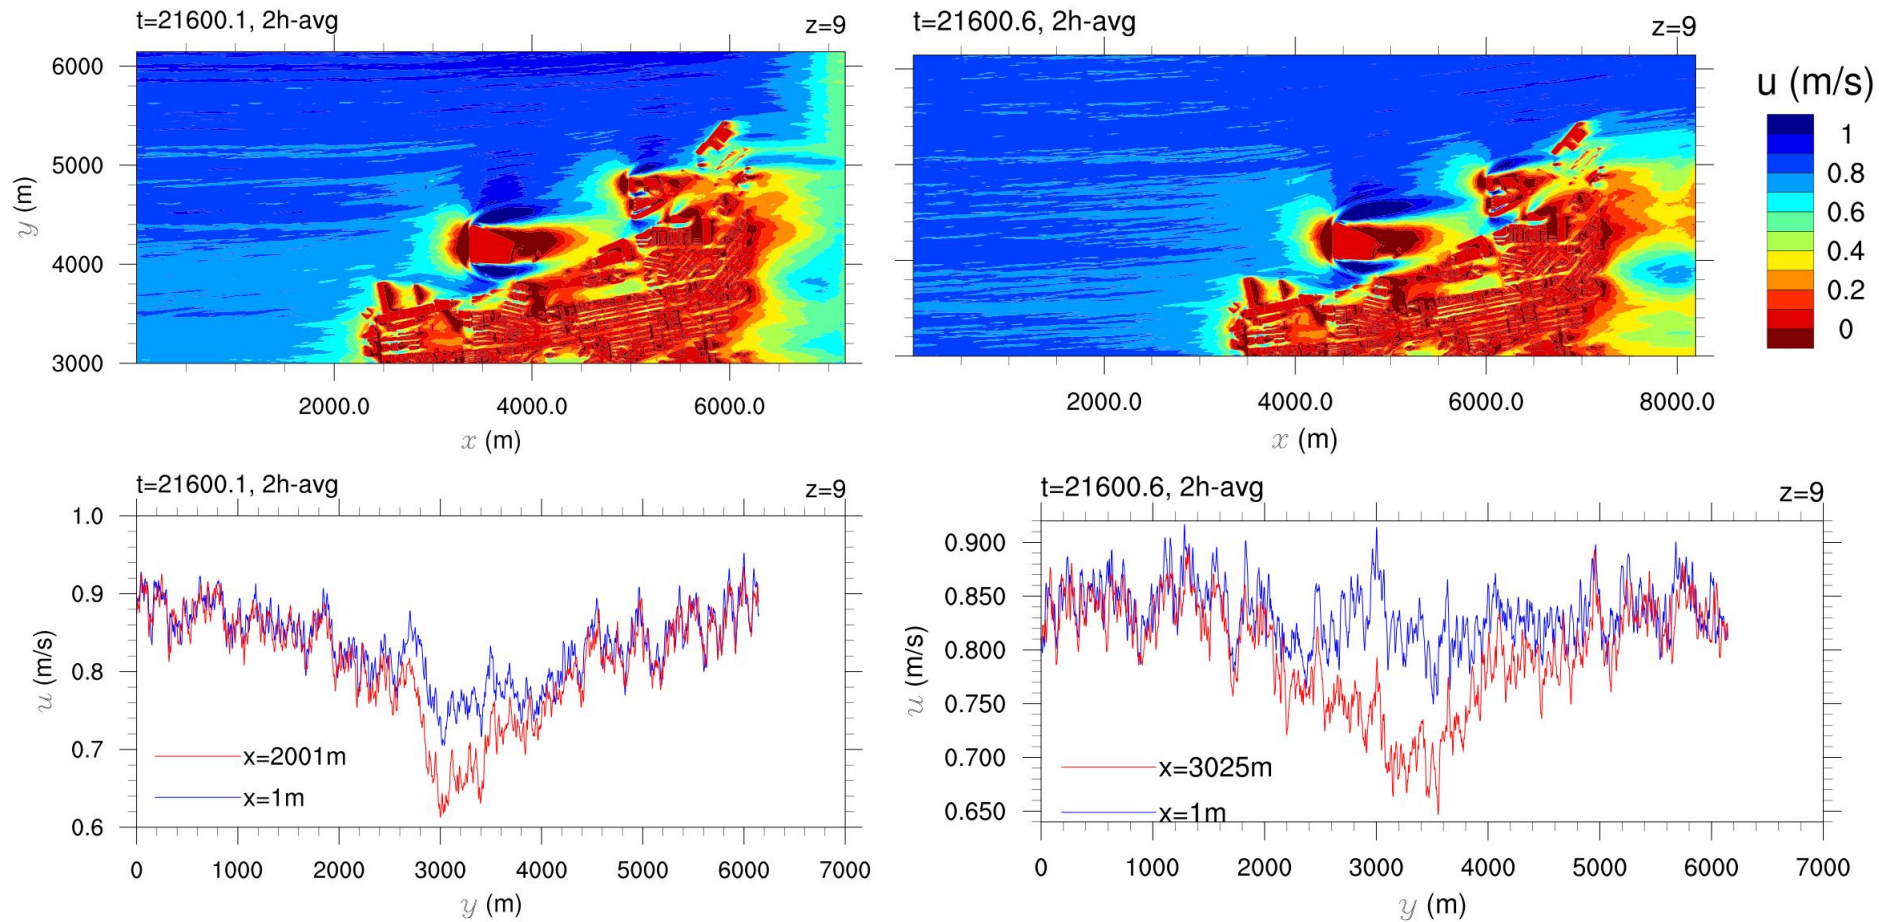 t=21600.1, 2h-avg z=9
6000
5000
4000
3000
y (m)
2000.0 4000.0 6000.0
x (m)
t=21600.6, 2h-avg z=9
2000.0 4000.0 6000.0 8000.0
x (m)
u (m/s)
1
0.8
0.6
0.4
0.2
0
t=21600.1, 2h-avg z=9
1.0
0.9
0.8
0.7
0.6
u (m/s)
x=2001m
x=1m
0 1000 2000 3000 4000 5000 6000 7000
y (m)
t=21600.6, 2h-avg z=9
0.900
0.850
0.800
0.750
0.700
0.650
u (m/s)
x=3025m
x=1m
0 1000 2000 3000 4000 5000 6000 7000
y (m)